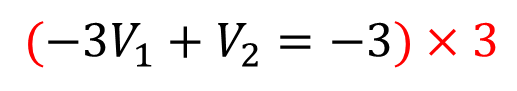 (−3V₁ + V₂ = −3) × 3